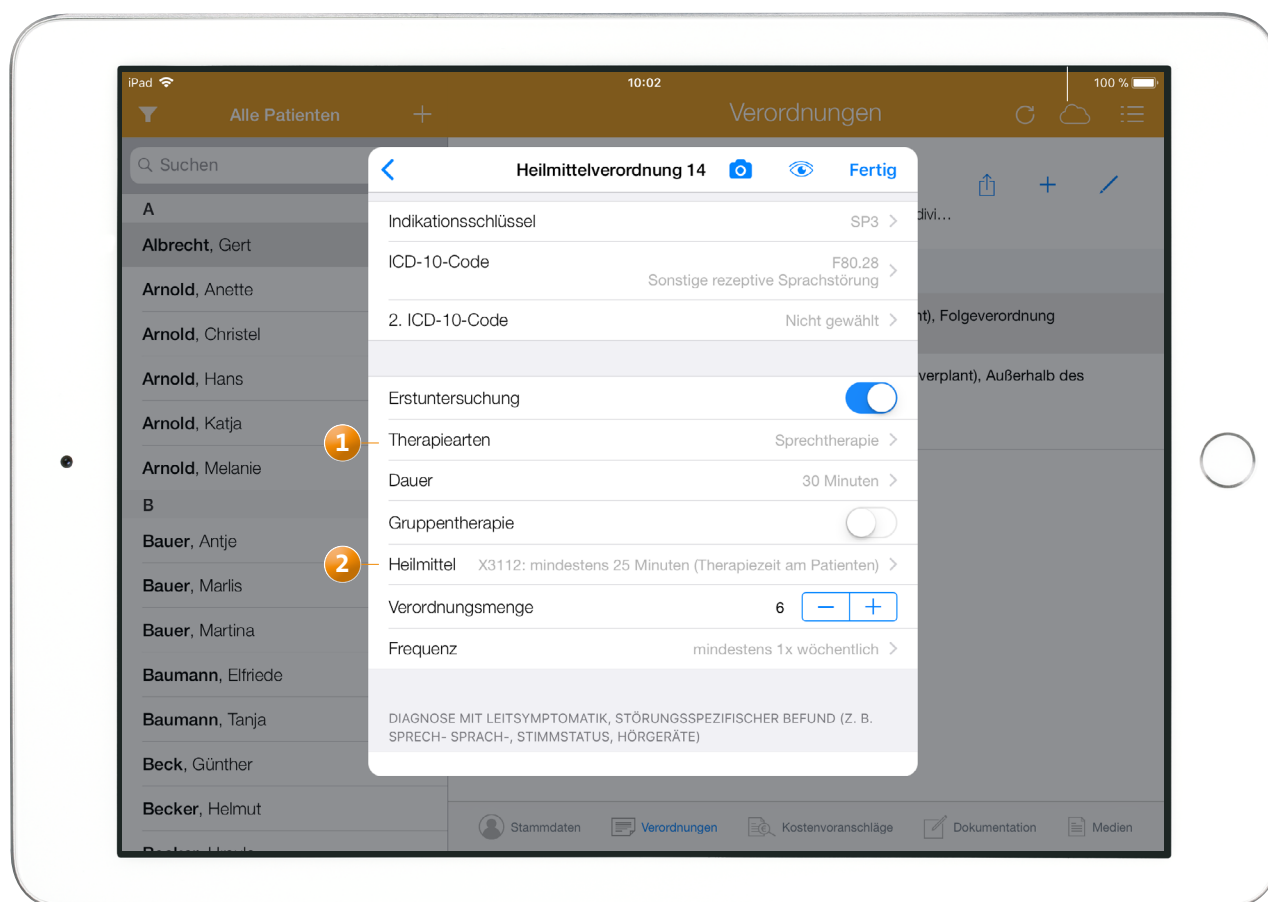 iPad
10:02
100 %
Alle Patienten
Verordnungen
Suchen
A
Albrecht, Gert
Arnold, Anette
Arnold, Christel
Arnold, Hans
Arnold, Katja
Arnold, Melanie
B
Bauer, Antje
Bauer, Marlis
Bauer, Martina
Baumann, Elfriede
Baumann, Tanja
Beck, Günther
Becker, Helmut
Heilmittelverordnung 14
Fertig
Indikationsschlüssel SP3
ICD-10-Code F80.28
Sonstige rezeptive Sprachstörung
2. ICD-10-Code Nicht gewählt
Erstuntersuchung
1 Therapiearten Sprechtherapie
Dauer 30 Minuten
Gruppentherapie
2 Heilmittel X3112: mindestens 25 Minuten (Therapiezeit am Patienten)
Verordnungsmenge 6 − +
Frequenz mindestens 1x wöchentlich
DIAGNOSE MIT LEITSYMPTOMATIK, STÖRUNGSSPEZIFISCHER BEFUND (Z. B.
SPRECH- SPRACH-, STIMMSTATUS, HÖRGERÄTE)
divi…
nt), Folgeverordnung
verplant), Außerhalb des
Stammdaten
Verordnungen
Kostenvoranschläge
Dokumentation
Medien